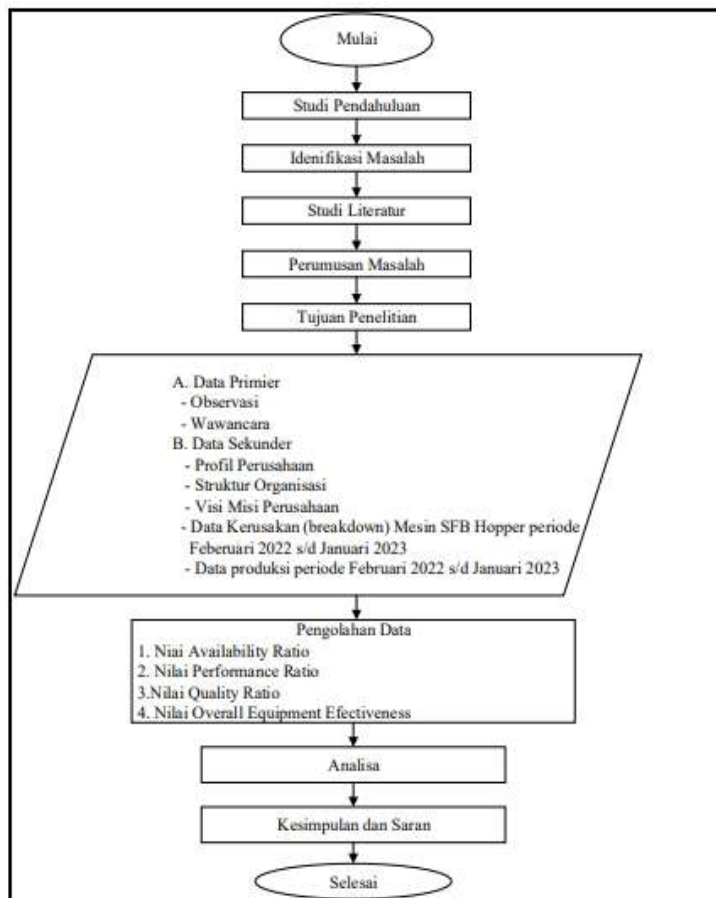 Mulai
Studi Pendahuluan
Idenifikasi Masalah
Studi Literatur
Perumusan Masalah
Tujuan Penelitian
A. Data Primier
- Observasi
- Wawancara
B. Data Sekunder
- Profil Perusahaan
- Struktur Organisasi
- Visi Misi Perusahaan
- Data Kerusakan (breakdown) Mesin SFB Hopper periode
Feberuari 2022 s/d Januari 2023
- Data produksi periode Februari 2022 s/d Januari 2023
Pengolahan Data
1. Niai Availability Ratio
2. Nilai Performance Ratio
3.Nilai Quality Ratio
4. Nilai Overall Equipment Efectiveness
Analisa
Kesimpulan dan Saran
Selesai